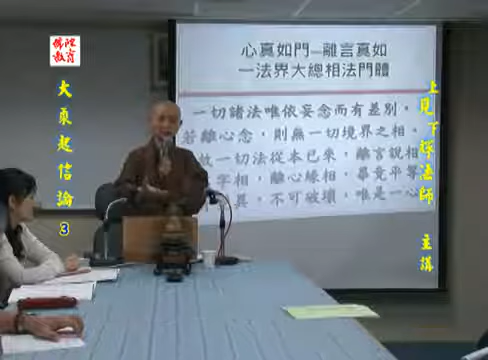 佛陀
教育
大乘起信論
3
心真如門—離言真如
一法界大總相法門體
一切諸法唯依妄念而有差別。
若離心念，則無一切境界之相。
故一切法從本已來，離言說相
字相，離心緣相，畢竟平等
異，不可破壞，唯是一心
上見下
法師
主講